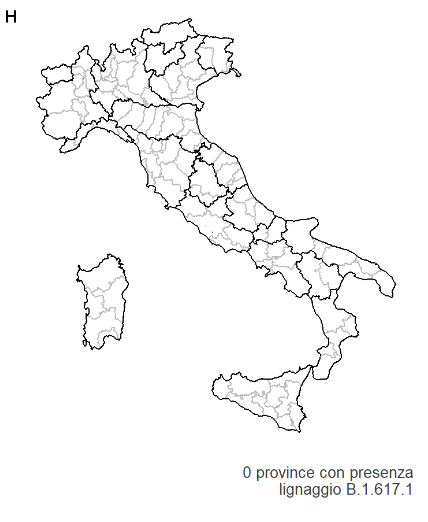 H
0 province con presenza
lignaggio B.1.617.1